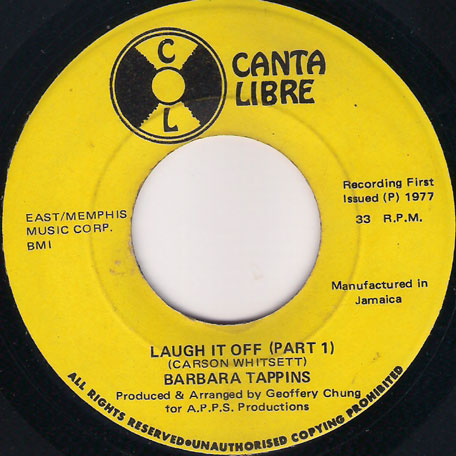 C
L
CANTA
LIBRE
Recording First
Issued (P) 1977
33 R.P.M.
EAST/MEMPHIS
MUSIC CORP.
BMI
Manufactured in
Jamaica
LAUGH IT OFF (PART 1)
(CARSON WHITSETT)
BARBARA TAPPINS
Produced & Arranged by Geoffery Chung
for A.P.P.S. Productions
ALL RIGHTS RESERVED•UNAUTHORISED COPYING PROHIBITED